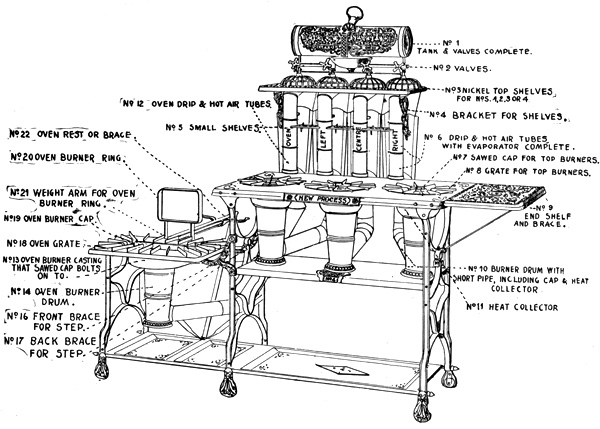 Nº 1
TANK & VALVES COMPLETE.
Nº 2 VALVES.
Nº 3 NICKEL TOP SHELVES
FOR NOS. 1, 2, 3 OR 4
Nº 4 BRACKET FOR SHELVES.
Nº 12 OVEN DRIP & HOT AIR TUBES
Nº 5 SMALL SHELVES
Nº 6 DRIP & HOT AIR TUBES
WITH EVAPORATOR COMPLETE.
Nº 7 SAWED CAP FOR TOP BURNERS.
Nº 8 GRATE FOR TOP BURNERS.
OVEN
LEFT
CENTRE
RIGHT
Nº 22 OVEN REST OR BRACE
Nº 20 OVEN BURNER RING
Nº 21 WEIGHT ARM FOR OVEN
BURNER RING
Nº 19 OVEN BURNER CAP
Nº 18 OVEN GRATE
Nº 13 OVEN BURNER CASTING
THAT SAWED CAP BOLTS
ON TO
Nº 14 OVEN BURNER
DRUM.
Nº 16 FRONT BRACE
FOR STEP.
Nº 17 BACK BRACE
FOR STEP.
(NEW PROCESS)
Nº 9
END SHELF
AND BRACE.
Nº 10 BURNER DRUM WITH
SHORT PIPE, INCLUDING CAP & HEAT
COLLECTOR
Nº 11 HEAT COLLECTOR